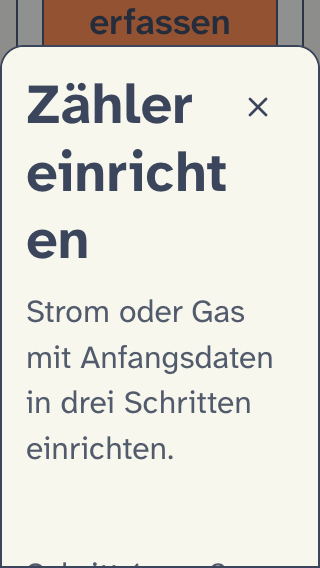 erfassen
Zähler
einricht
en
Strom oder Gas
mit Anfangsdaten
in drei Schritten
einrichten.